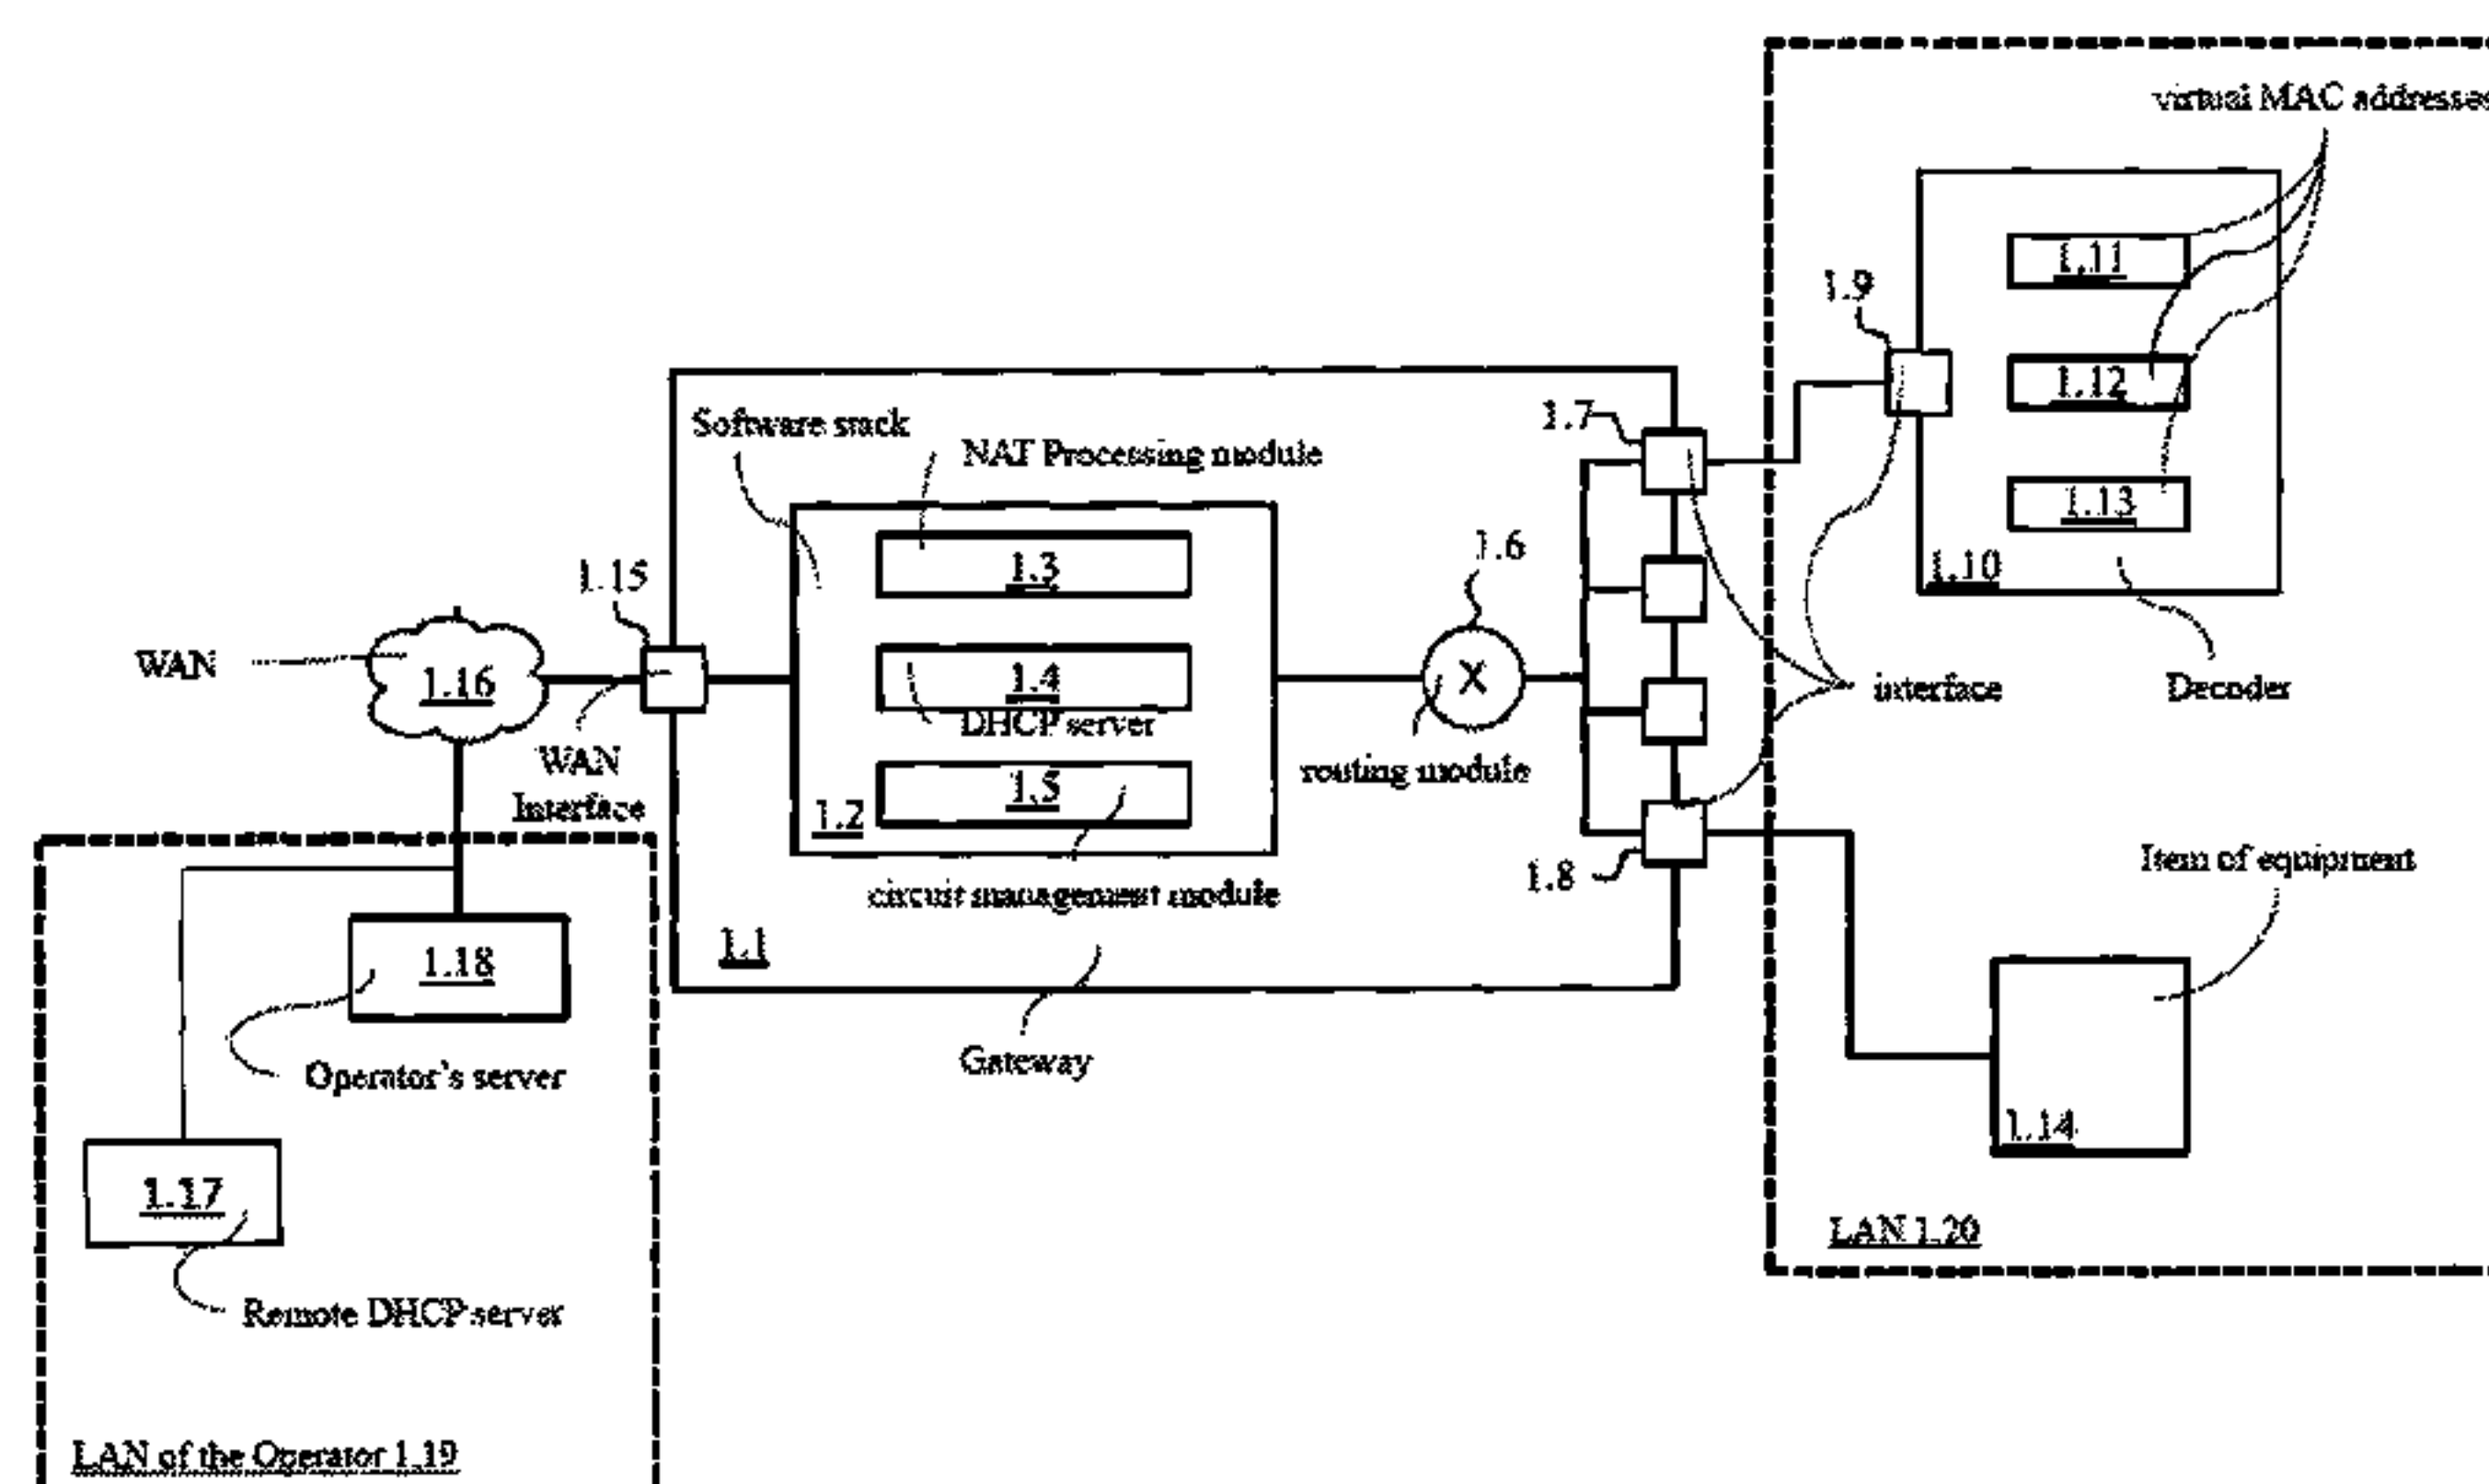 virtual MAC addresses
1.11
1.9
1.12
1.7
Software stack
NAT Processing module
1.13
1.6
1.3
1.10
1.15
WAN
1.16
1.4
X
interface
Decoder
DHCP server
WAN
Interface
routing module
1.5
1.2
circuit management module
1.8
Item of equipment
1.1
1.18
Gateway
Operator's server
1.14
1.17
LAN 1.20
Remote DHCP server
LAN of the Operator 1.19